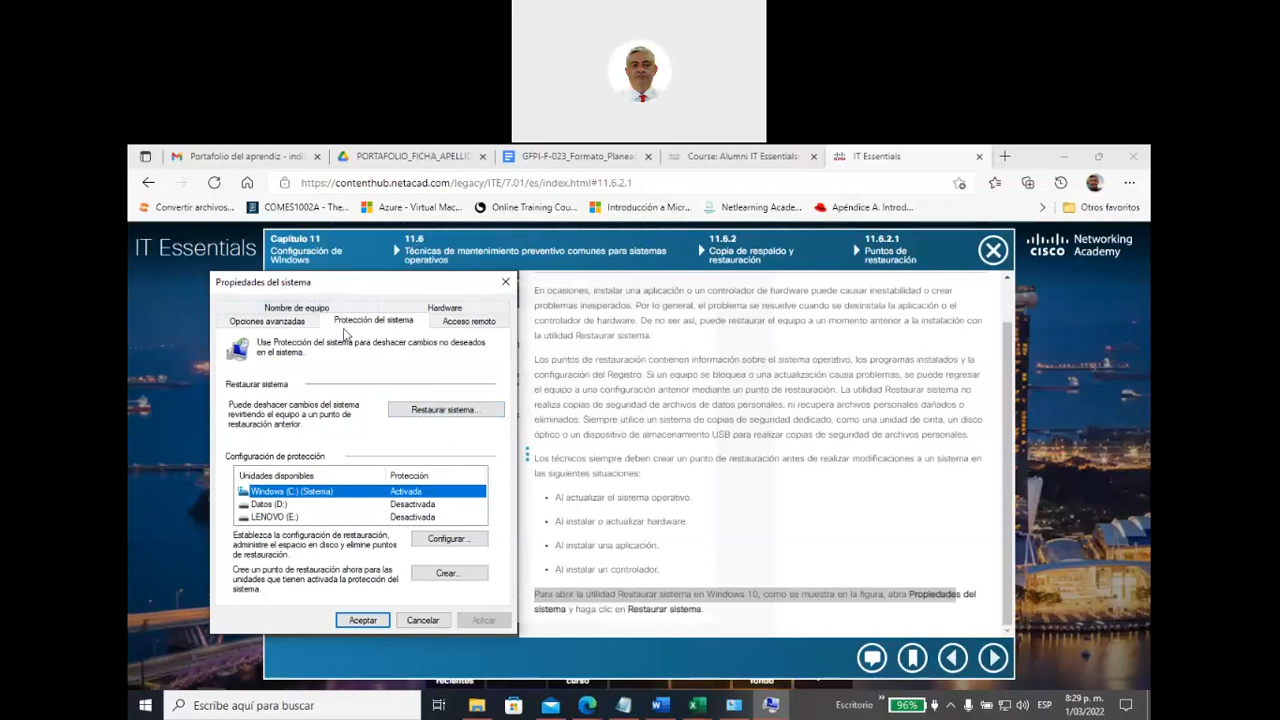 Portafolio del aprendiz - indi
PORTAFOLIO_FICHA_APELLIC
GFPI-F-023_Formato_Planea
Course: Alumni IT Essentials:
IT Essentials
https://contenthub.netacad.com/legacy/ITE/7.01/es/index.html#11.6.2.1
Convertir archivos...
COMES1002A - The...
Azure - Virtual Mac...
Online Training Cou...
Introducción a Micr...
Netlearning Acade...
Apéndice A. Introd...
Otros favoritos
IT Essentials
Capítulo 11
Configuración de
Windows
11.6
Técnicas de mantenimiento preventivo comunes para sistemas
operativos
11.6.2
Copia de respaldo y
restauración
11.6.2.1
Puntos de
restauración
CISCO
Networking
Academy
Propiedades del sistema
Nombre de equipo
Hardware
Opciones avanzadas
Protección del sistema
Acceso remoto
Use Protección del sistema para deshacer cambios no deseados
en el sistema.
Restaurar sistema
Puede deshacer cambios del sistema
revirtiendo el equipo a un punto de
restauración anterior.
Restaurar sistema...
Configuración de protección
Unidades disponibles
Protección
Windows (C:) (Sistema)
Activada
Datos (D:)
Desactivada
LENOVO (E:)
Desactivada
Establezca la configuración de restauración,
administre el espacio en disco y elimine puntos
de restauración.
Configurar...
Cree un punto de restauración ahora para las
unidades que tienen activada la protección del
sistema.
Crear...
Aceptar
Cancelar
Aplicar
En ocasiones, instalar una aplicación o un controlador de hardware puede causar inestabilidad o crear
problemas inesperados. Por lo general, el problema se resuelve cuando se desinstala la aplicación o el
controlador de hardware. De no ser así, puede restaurar el equipo a un momento anterior a la instalación con
la utilidad Restaurar sistema.
Los puntos de restauración contienen información sobre el sistema operativo, los programas instalados y la
configuración del Registro. Si un equipo se bloquea o una actualización causa problemas, se puede regresar
el equipo a una configuración anterior mediante un punto de restauración. La utilidad Restaurar sistema no
realiza copias de seguridad de archivos de datos personales, ni recupera archivos personales dañados o
eliminados. Siempre utilice un sistema de copias de seguridad dedicado, como una unidad de cinta, un disco
óptico o un dispositivo de almacenamiento USB para realizar copias de seguridad de archivos personales.
Los técnicos siempre deben crear un punto de restauración antes de realizar modificaciones a un sistema en
las siguientes situaciones:
• Al actualizar el sistema operativo.
• Al instalar o actualizar hardware.
• Al instalar una aplicación.
• Al instalar un controlador.
Para abrir la utilidad Restaurar sistema en Windows 10, como se muestra en la figura, abra Propiedades del
sistema y haga clic en Restaurar sistema.
recientes
curso
fondo
Escribe aquí para buscar
Escritorio
96%
ESP
8:29 p. m.
1/03/2022